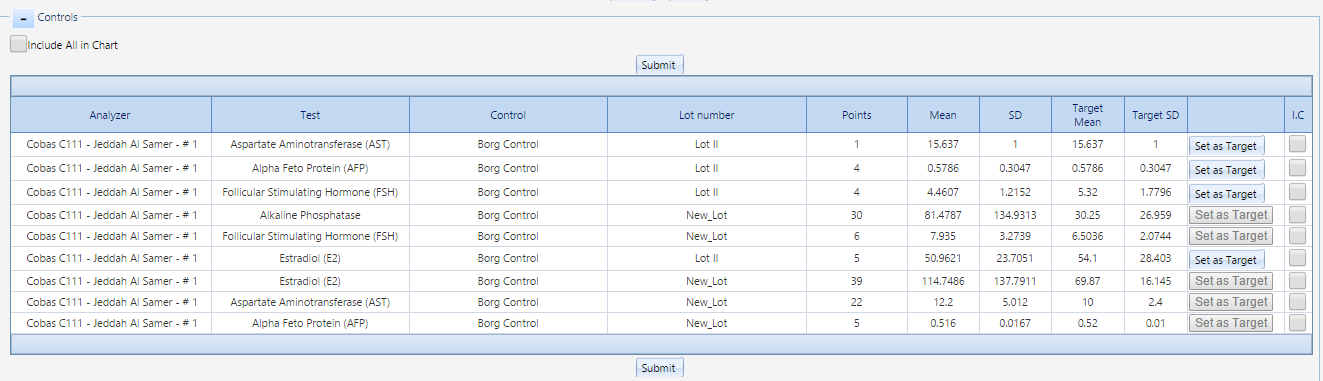 - Controls
Include All in Chart
Submit
Analyzer Test Control Lot number Points Mean SD Target Mean Target SD I.C
Cobas C111 - Jeddah Al Samer - # 1 Aspartate Aminotransferase (AST) Borg Control Lot II 1 15.637 1 15.637 1 Set as Target
Cobas C111 - Jeddah Al Samer - # 1 Alpha Feto Protein (AFP) Borg Control Lot II 4 0.5786 0.3047 0.5786 0.3047 Set as Target
Cobas C111 - Jeddah Al Samer - # 1 Follicular Stimulating Hormone (FSH) Borg Control Lot II 4 4.4607 1.2152 5.32 1.7796 Set as Target
Cobas C111 - Jeddah Al Samer - # 1 Alkaline Phosphatase Borg Control New_Lot 30 81.4787 134.9313 30.25 26.959 Set as Target
Cobas C111 - Jeddah Al Samer - # 1 Follicular Stimulating Hormone (FSH) Borg Control New_Lot 6 7.935 3.2739 6.5036 2.0744 Set as Target
Cobas C111 - Jeddah Al Samer - # 1 Estradiol (E2) Borg Control Lot II 5 50.9621 23.7051 54.1 28.403 Set as Target
Cobas C111 - Jeddah Al Samer - # 1 Estradiol (E2) Borg Control New_Lot 39 114.7486 137.7911 69.87 16.145 Set as Target
Cobas C111 - Jeddah Al Samer - # 1 Aspartate Aminotransferase (AST) Borg Control New_Lot 22 12.2 5.012 10 2.4 Set as Target
Cobas C111 - Jeddah Al Samer - # 1 Alpha Feto Protein (AFP) Borg Control New_Lot 5 0.516 0.0167 0.52 0.01 Set as Target
Submit